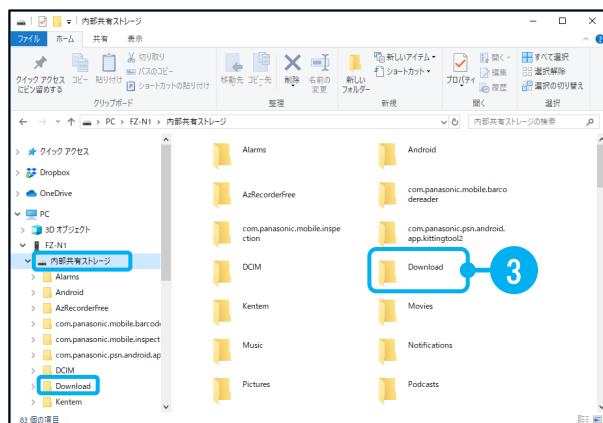 内部共有ストレージ
ファイル ホーム 共有 表示
クイック アクセス
にピン留めする
コピー
貼り付け
切り取り
パスのコピー
ショートカットの貼り付け
クリップボード
移動先 コピー先 削除 名前の
変更
整理
新しい
フォルダー
新しいアイテム
ショートカット
新規
プロパティ
開く
編集
履歴
開く
すべて選択
選択解除
選択の切り替え
選択
PC > FZ-N1 > 内部共有ストレージ
内部共有ストレージの検索
クイック アクセス
Dropbox
OneDrive
PC
3D オブジェクト
FZ-N1
内部共有ストレージ
Alarms
Android
AzRecorderFree
com.panasonic.mobile.barcod
com.panasonic.mobile.inspect
com.panasonic.psn.android.ap
DCIM
Download
Kentem
Alarms
Android
AzRecorderFree
com.panasonic.mobile.barco
dereader
com.panasonic.mobile.inspe
ction
com.panasonic.psn.android.
app.kittingtool2
DCIM
Download
3
Kentem
Movies
Music
Notifications
Pictures
Podcasts
83 個の項目